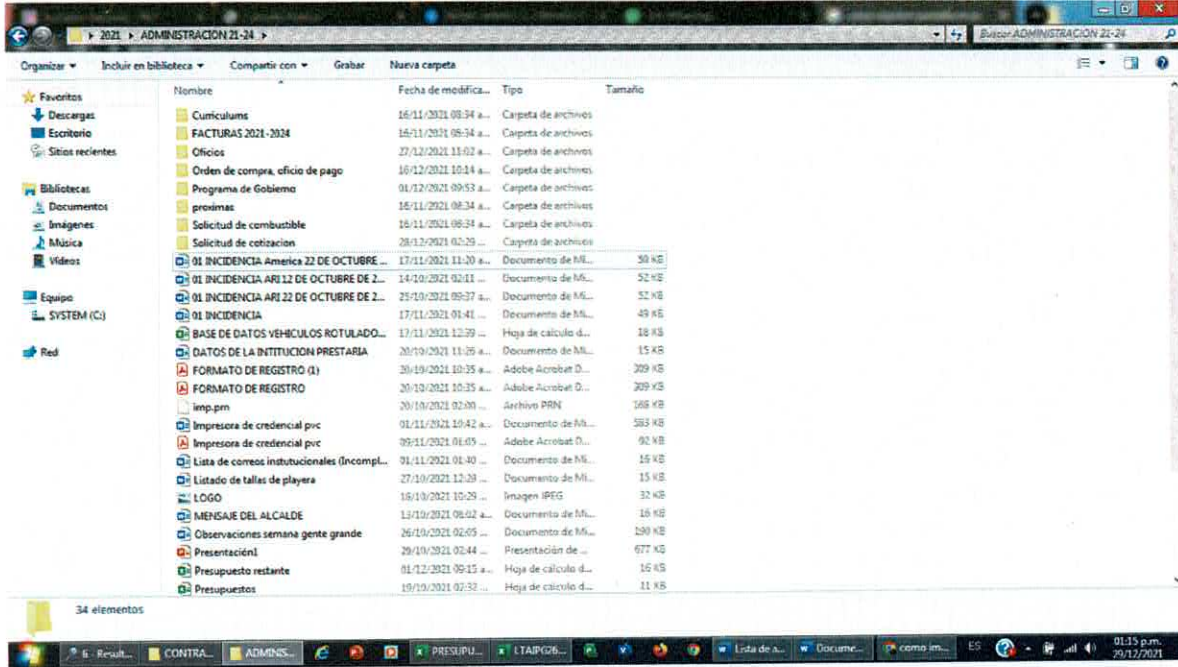 2021 ▸ ADMINISTRACION 21-24 ▸
Buscar ADMINISTRACION 21-24
Organizar Incluir en biblioteca Compartir con Grabar Nueva carpeta
Nombre Fecha de modifica... Tipo Tamaño
Favoritos
Descargas
Escritorio
Sitios recientes
Bibliotecas
Documentos
Imágenes
Música
Vídeos
Equipo
SYSTEM (C:)
Red
Curriculums 16/11/2021 08:34 a... Carpeta de archivos
FACTURAS 2021-2024 16/11/2021 08:34 a... Carpeta de archivos
Oficios 27/12/2021 11:02 a... Carpeta de archivos
Orden de compra, oficio de pago 16/12/2021 10:14 a... Carpeta de archivos
Programa de Gobierno 01/12/2021 09:53 a... Carpeta de archivos
proximas 16/11/2021 08:34 a... Carpeta de archivos
Solicitud de combustible 16/11/2021 08:34 a... Carpeta de archivos
Solicitud de cotizacion 28/12/2021 02:29 ... Carpeta de archivos
01 INCIDENCIA America 22 DE OCTUBRE ... 17/11/2021 11:20 a... Documento de Mi... 50 KB
01 INCIDENCIA ARI 12 DE OCTUBRE DE 2... 14/10/2021 02:11 ... Documento de Mi... 52 KB
01 INCIDENCIA ARI 22 DE OCTUBRE DE 2... 25/10/2021 09:37 a... Documento de Mi... 52 KB
01 INCIDENCIA 17/11/2021 01:41 ... Documento de Mi... 49 KB
BASE DE DATOS VEHICULOS ROTULADO... 17/11/2021 12:39 ... Hoja de cálculo d... 18 KB
DATOS DE LA INTITUCION PRESTARIA 20/10/2021 11:26 a... Documento de Mi... 15 KB
FORMATO DE REGISTRO (1) 20/10/2021 10:35 a... Adobe Acrobat D... 309 KB
FORMATO DE REGISTRO 20/10/2021 10:35 a... Adobe Acrobat D... 309 KB
imp.prn 20/10/2021 02:00 ... Archivo PRN 168 KB
Impresora de credencial pvc 01/11/2021 10:42 a... Documento de Mi... 583 KB
Impresora de credencial pvc 09/11/2021 01:05 ... Adobe Acrobat D... 92 KB
Lista de correos instutucionales (Incompl... 01/11/2021 01:40 ... Documento de Mi... 16 KB
Listado de tallas de playera 27/10/2021 12:29 ... Documento de Mi... 15 KB
LOGO 18/10/2021 10:29 ... Imagen JPEG 32 KB
MENSAJE DEL ALCALDE 13/10/2021 08:02 a... Documento de Mi... 16 KB
Observaciones semana gente grande 26/10/2021 02:05 ... Documento de Mi... 190 KB
Presentación1 29/10/2021 02:44 ... Presentación de ... 677 KB
Presupuesto restante 01/12/2021 09:15 a... Hoja de cálculo d... 16 KB
Presupuestos 19/10/2021 02:32 ... Hoja de cálculo d... 11 KB
34 elementos
6 - Result... CONTRA... ADMINIS... PRESUPU... LTAIPG26... Lista de a... Docume... como im... ES 01:15 p.m.
29/12/2021